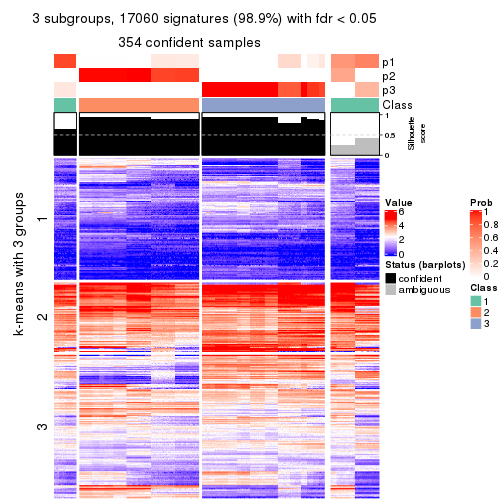 3 subgroups, 17060 signatures (98.9%) with fdr < 0.05
354 confident samples
p1
p2
p3
Class
1
0.5
0
Silhouette
score
k-means with 3 groups
1
2
3
Value
6
4
2
0
Status (barplots)
confident
ambiguous
Prob
1
0.8
0.6
0.4
0.2
0
Class
1
2
3